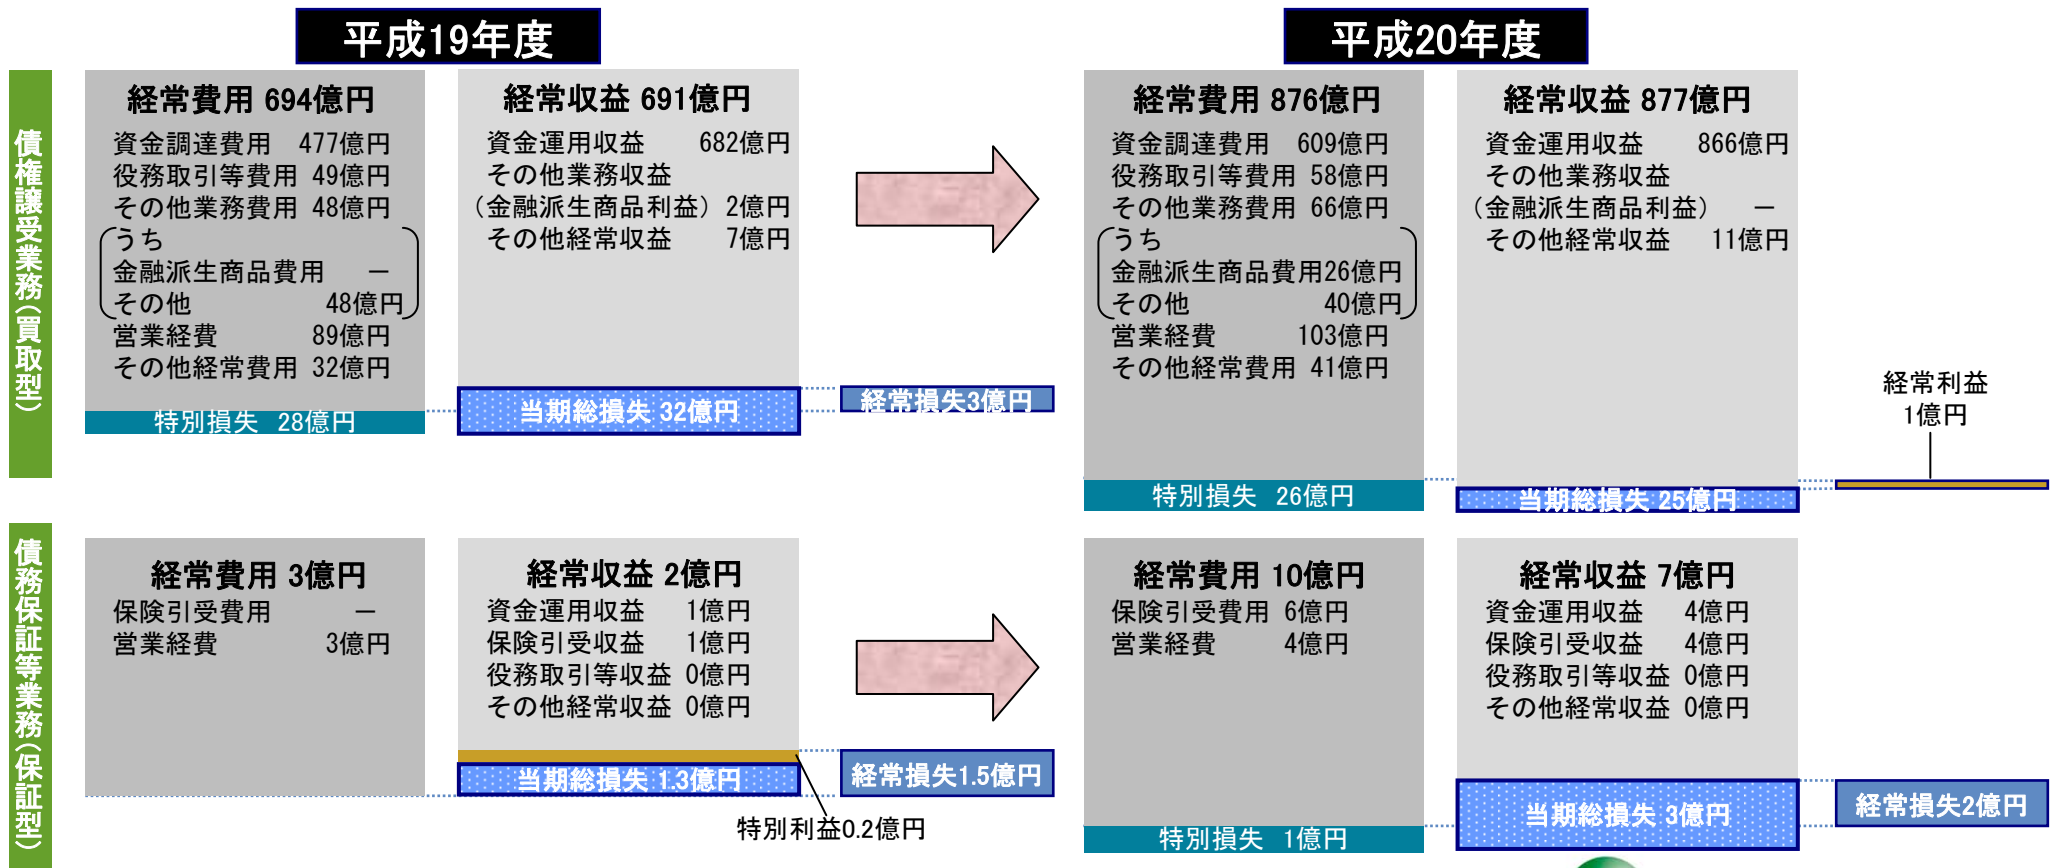 平成19年度
平成20年度
債権譲受業務(買取型)
経常費用 694億円
資金調達費用 477億円
役務取引等費用 49億円
その他業務費用 48億円
うち
金融派生商品費用 ー
その他 48億円
営業経費 89億円
その他経常費用 32億円
特別損失 28億円
経常収益 691億円
資金運用収益 682億円
その他業務収益
（金融派生商品利益）2億円
その他経常収益 7億円
当期総損失 32億円
経常損失3億円
経常費用 876億円
資金調達費用 609億円
役務取引等費用 58億円
その他業務費用 66億円
うち
金融派生商品費用26億円
その他 40億円
営業経費 103億円
その他経常費用 41億円
特別損失 26億円
経常収益 877億円
資金運用収益 866億円
その他業務収益
（金融派生商品利益） ー
その他経常収益 11億円
当期総損失 25億円
経常利益
1億円
債務保証等業務(保証型)
経常費用 3億円
保険引受費用 ー
営業経費 3億円
経常収益 2億円
資金運用収益 1億円
保険引受収益 1億円
役務取引等収益 0億円
その他経常収益 0億円
当期総損失 1.3億円
経常損失1.5億円
特別利益0.2億円
経常費用 10億円
保険引受費用 6億円
営業経費 4億円
特別損失 1億円
経常収益 7億円
資金運用収益 4億円
保険引受収益 4億円
役務取引等収益 0億円
その他経常収益 0億円
当期総損失 3億円
経常損失2億円